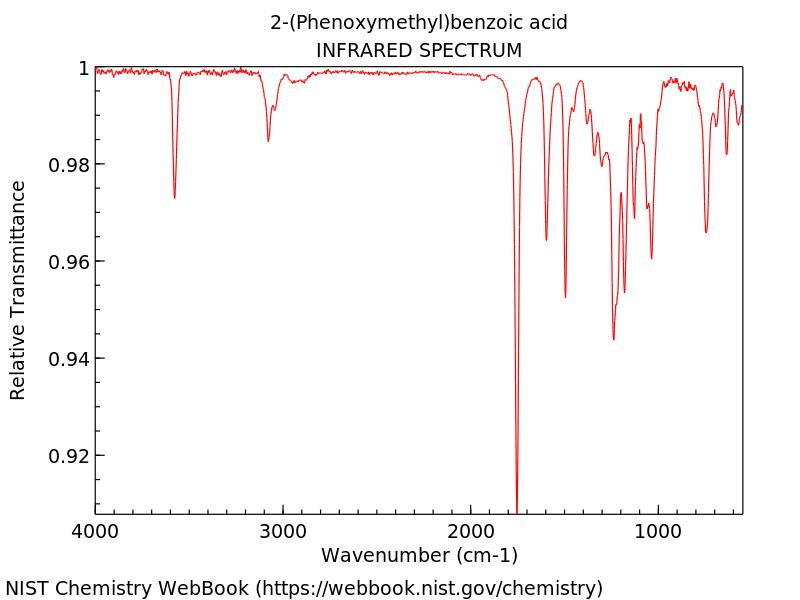 2-(Phenoxymethyl)benzoic acid
INFRARED SPECTRUM
1
0.98
0.96
0.94
0.92
Relative Transmittance
4000 3000 2000 1000
Wavenumber (cm-1)
NIST Chemistry WebBook (https://webbook.nist.gov/chemistry)